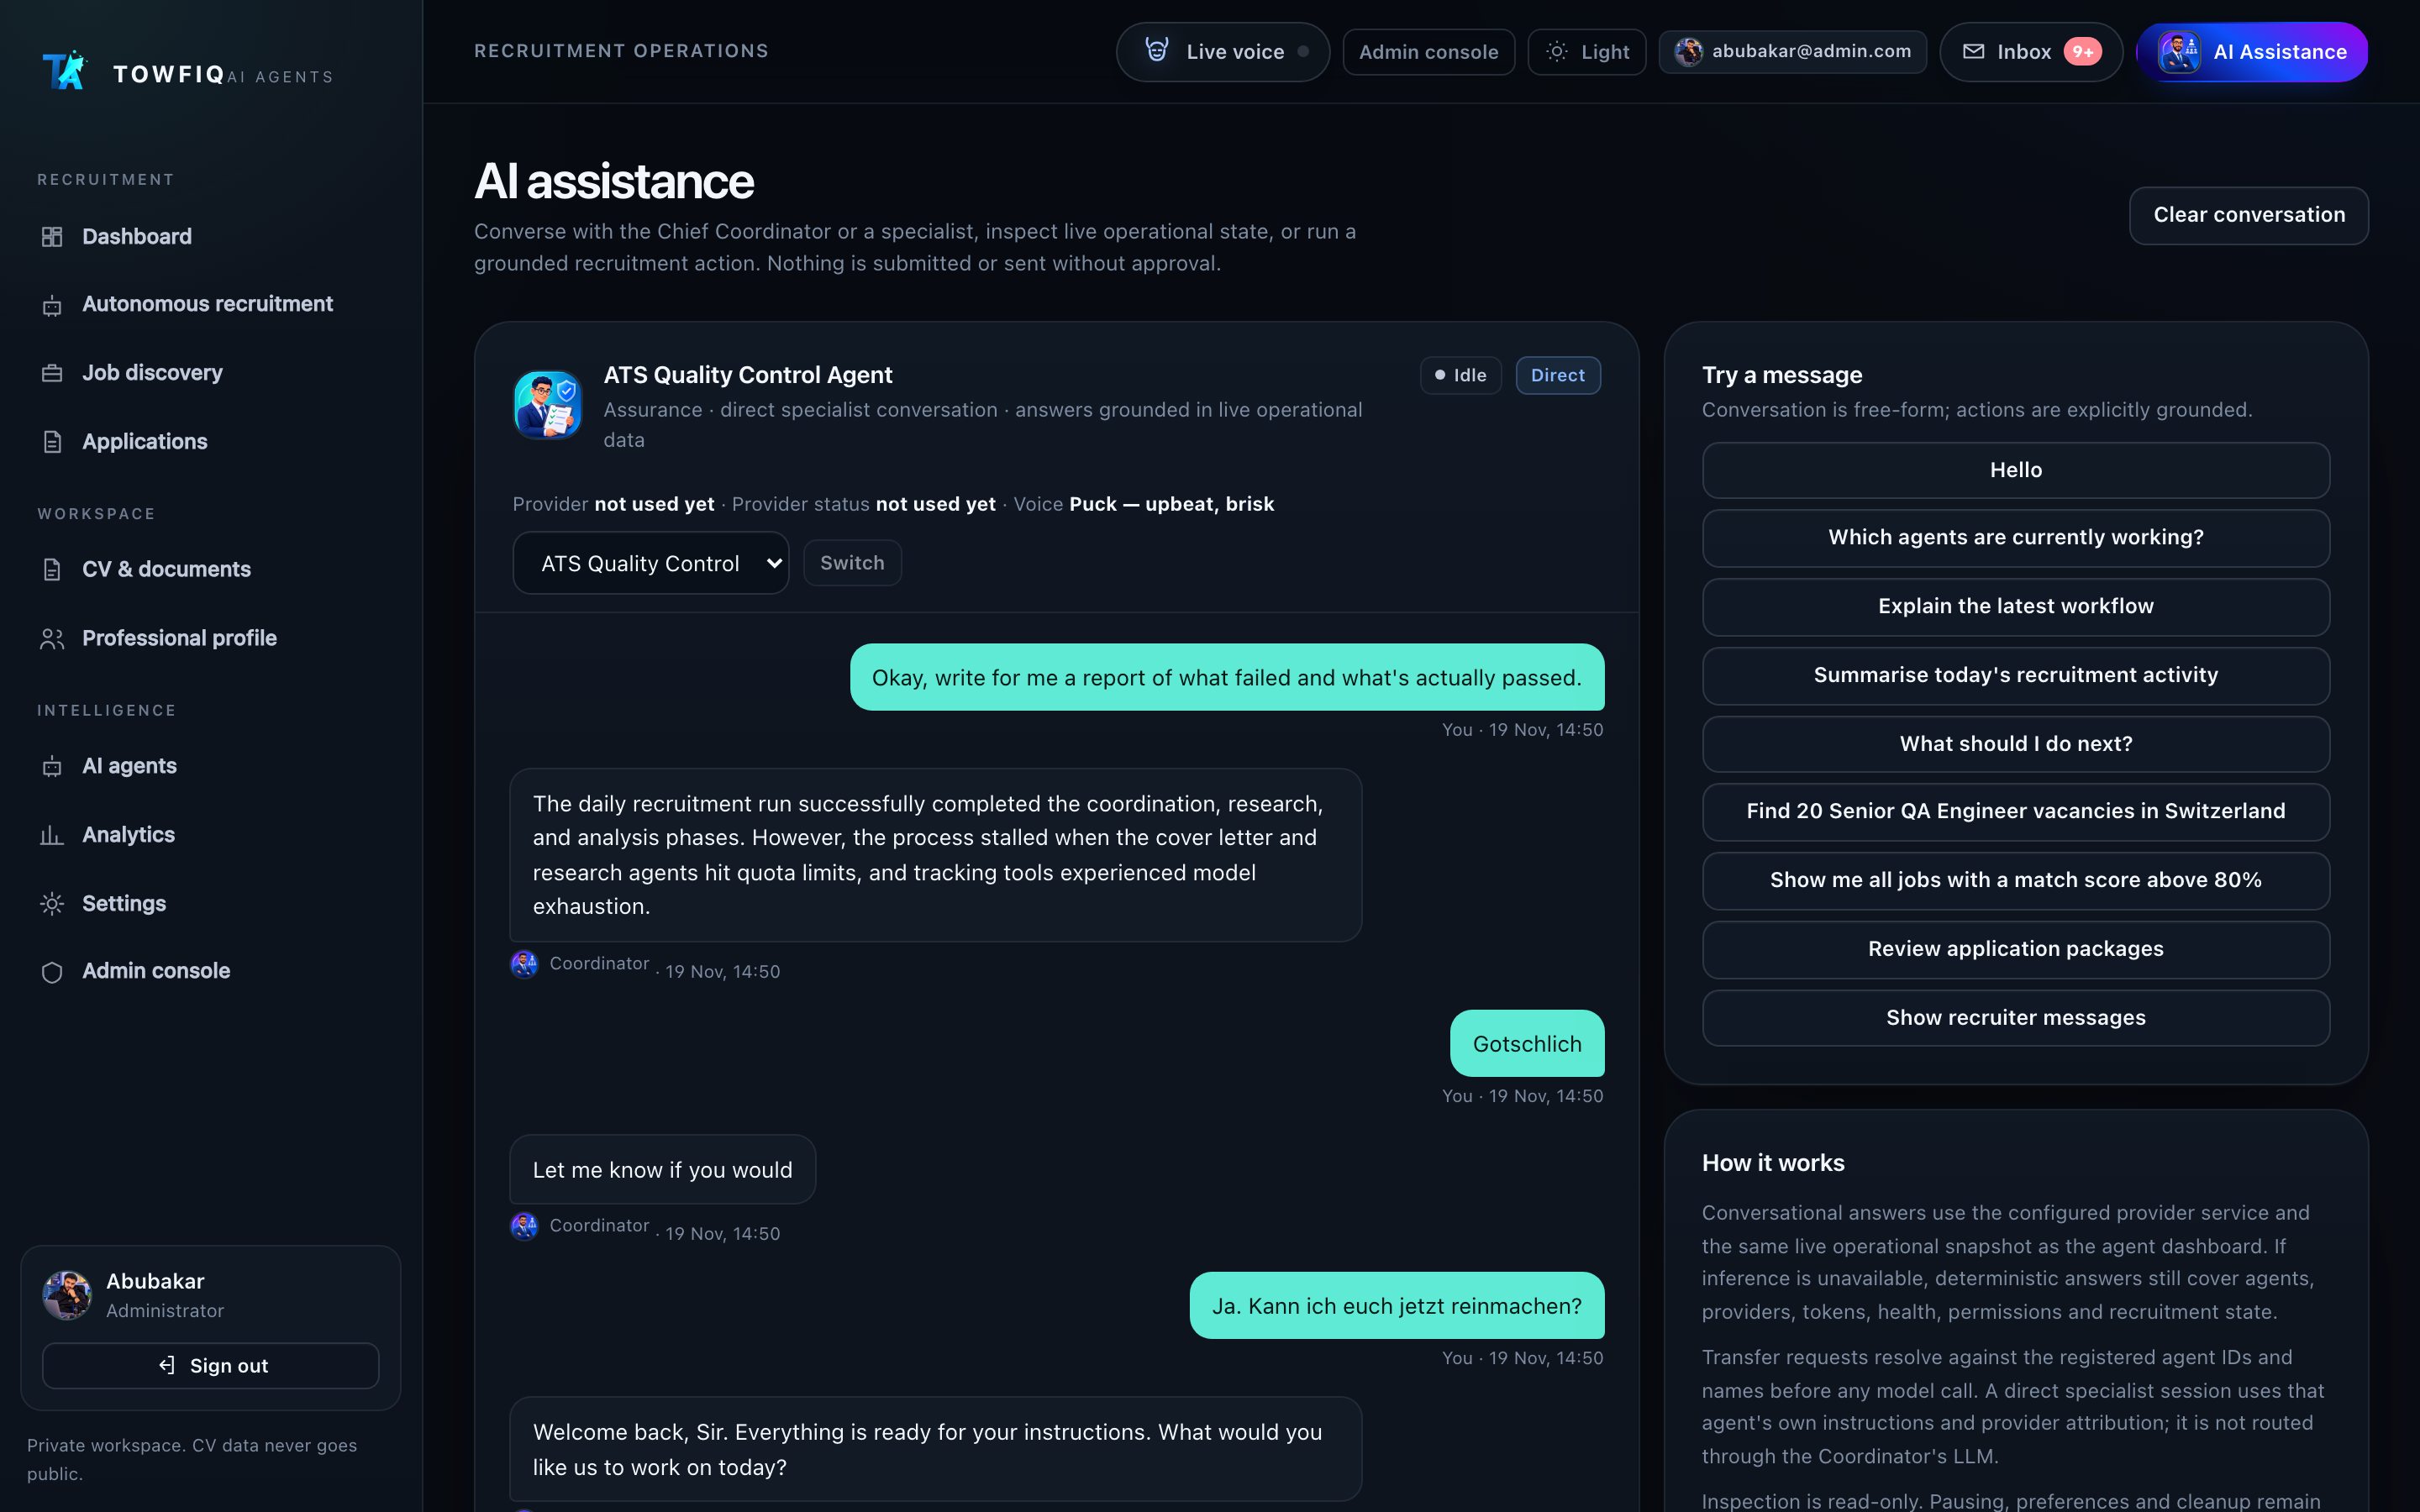 TOWFIQ AI AGENTS
RECRUITMENT
Dashboard
Autonomous recruitment
Job discovery
Applications
WORKSPACE
CV & documents
Professional profile
INTELLIGENCE
AI agents
Analytics
Settings
Admin console
Abubakar
Administrator
Sign out
Private workspace. CV data never goes
public.
RECRUITMENT OPERATIONS
Live voice
Admin console
Light
abubakar@admin.com
Inbox 9+
AI Assistance
AI assistance
Converse with the Chief Coordinator or a specialist, inspect live operational state, or run a
grounded recruitment action. Nothing is submitted or sent without approval.
Clear conversation
ATS Quality Control Agent
Idle
Direct
Assurance · direct specialist conversation · answers grounded in live operational
data
Provider not used yet · Provider status not used yet · Voice Puck — upbeat, brisk
ATS Quality Control
Switch
Okay, write for me a report of what failed and what's actually passed.
You · 19 Nov, 14:50
The daily recruitment run successfully completed the coordination, research,
and analysis phases. However, the process stalled when the cover letter and
research agents hit quota limits, and tracking tools experienced model
exhaustion.
Coordinator · 19 Nov, 14:50
Gotschlich
You · 19 Nov, 14:50
Let me know if you would
Coordinator · 19 Nov, 14:50
Ja. Kann ich euch jetzt reinmachen?
You · 19 Nov, 14:50
Welcome back, Sir. Everything is ready for your instructions. What would you
like us to work on today?
Try a message
Conversation is free-form; actions are explicitly grounded.
Hello
Which agents are currently working?
Explain the latest workflow
Summarise today's recruitment activity
What should I do next?
Find 20 Senior QA Engineer vacancies in Switzerland
Show me all jobs with a match score above 80%
Review application packages
Show recruiter messages
How it works
Conversational answers use the configured provider service and
the same live operational snapshot as the agent dashboard. If
inference is unavailable, deterministic answers still cover agents,
providers, tokens, health, permissions and recruitment state.
Transfer requests resolve against the registered agent IDs and
names before any model call. A direct specialist session uses that
agent's own instructions and provider attribution; it is not routed
through the Coordinator's LLM.
Inspection is read-only. Pausing, preferences and cleanup remain